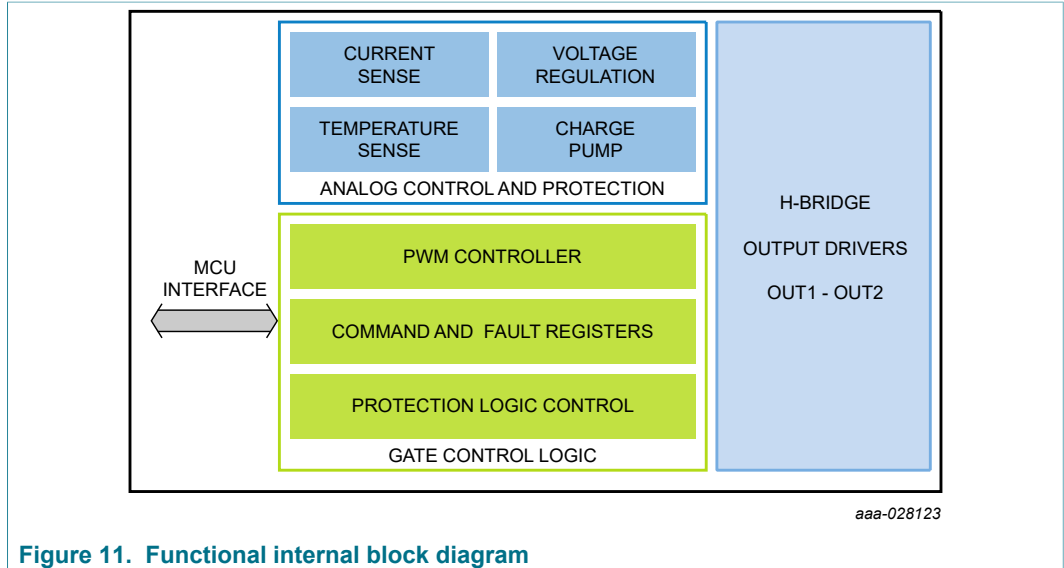 CURRENT
SENSE
VOLTAGE
REGULATION
TEMPERATURE
SENSE
CHARGE
PUMP
ANALOG CONTROL AND PROTECTION
MCU
INTERFACE
PWM CONTROLLER
COMMAND AND FAULT REGISTERS
PROTECTION LOGIC CONTROL
GATE CONTROL LOGIC
H-BRIDGE
OUTPUT DRIVERS
OUT1 - OUT2
aaa-028123
Figure 11. Functional internal block diagram